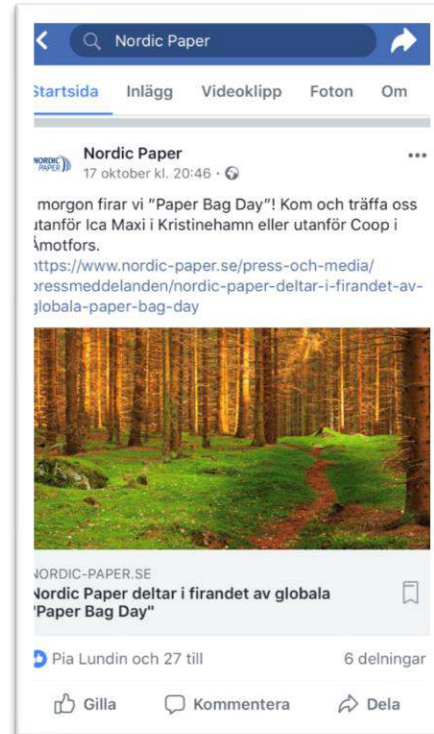 Nordic Paper
Startsida Inlägg Videoklipp Foton Om
NORDIC
PAPER
Nordic Paper
17 oktober kl. 20:46 ·
morgon firar vi "Paper Bag Day"! Kom och träffa oss
utanför Ica Maxi i Kristinehamn eller utanför Coop i
Åmotfors.
https://www.nordic-paper.se/press-och-media/
pressmeddelanden/nordic-paper-deltar-i-firandet-av-
globala-paper-bag-day
NORDIC-PAPER.SE
Nordic Paper deltar i firandet av globala
"Paper Bag Day"
Pia Lundin och 27 till 6 delningar
Gilla Kommentera Dela